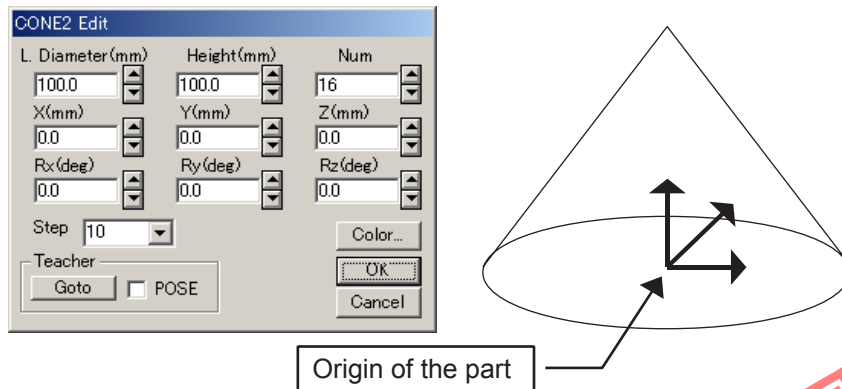 CONE2 Edit
L. Diameter(mm) Height(mm) Num
100.0 100.0 16
X(mm) Y(mm) Z(mm)
0.0 0.0 0.0
Rx(deg) Ry(deg) Rz(deg)
0.0 0.0 0.0
Step 10 Color...
Teacher OK
Goto POSE Cancel
Origin of the part